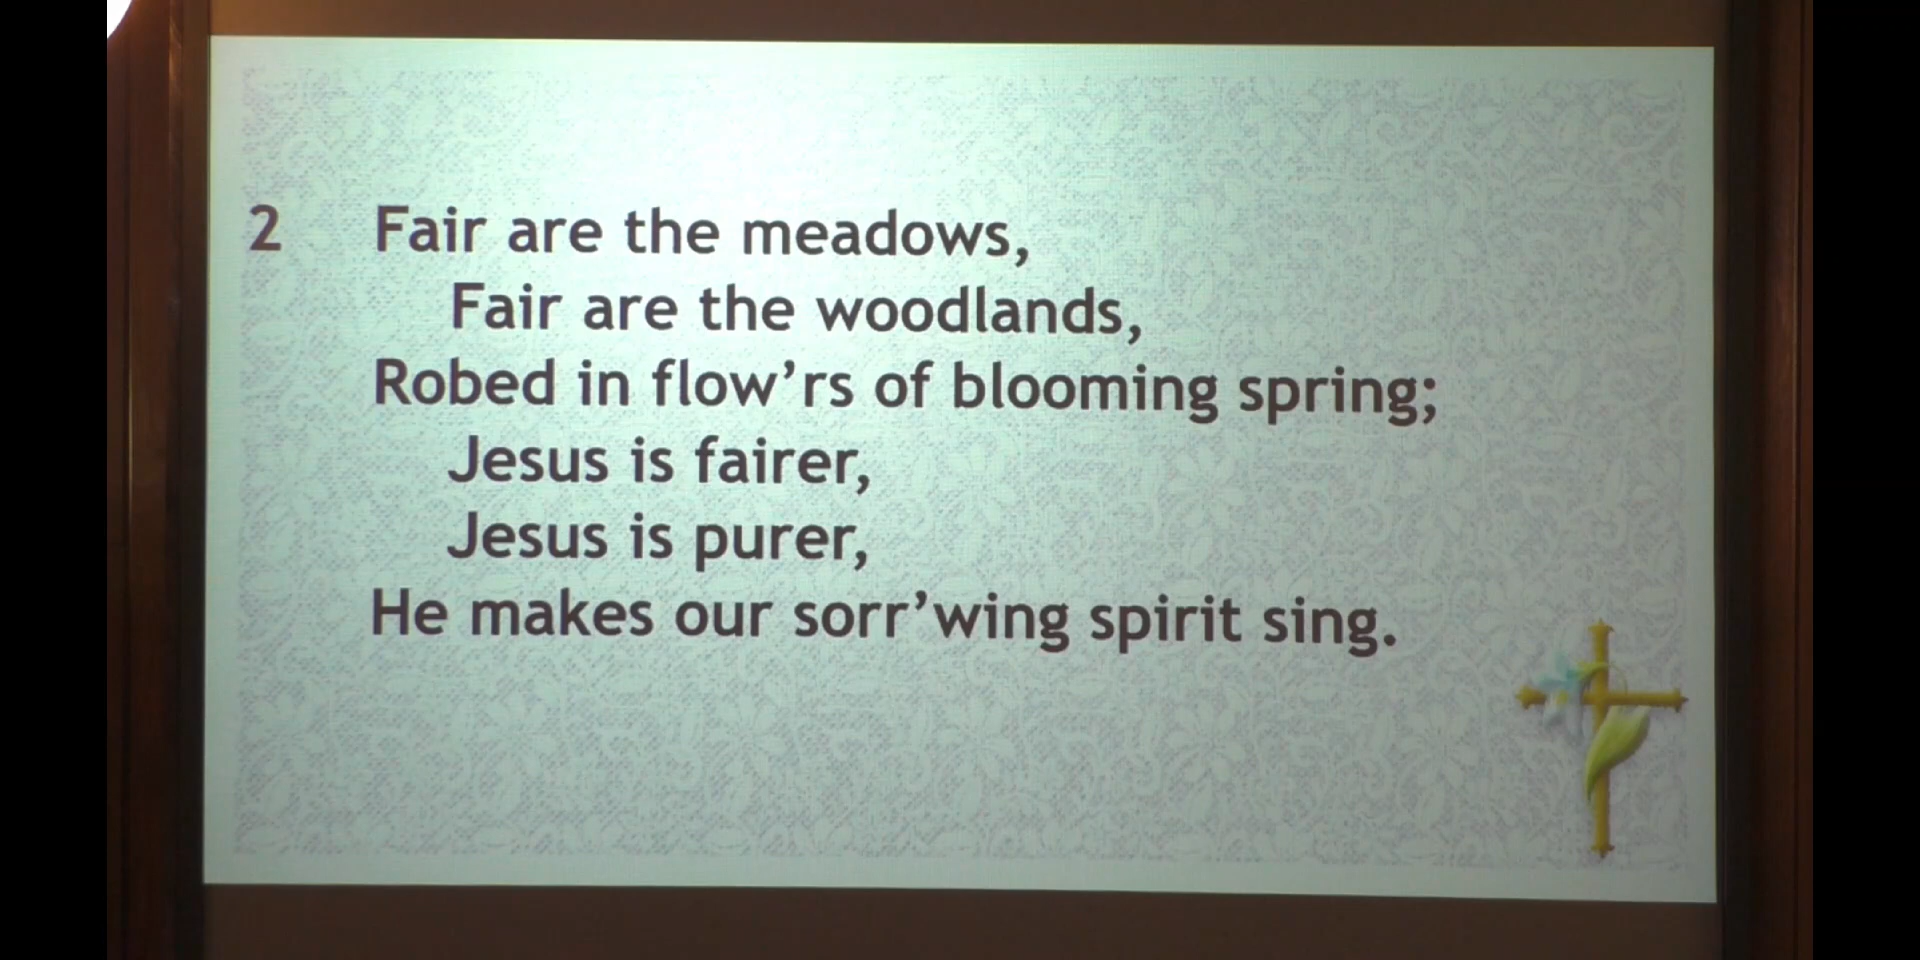 2 Fair are the meadows,
Fair are the woodlands,
Robed in flow’rs of blooming spring;
Jesus is fairer,
Jesus is purer,
He makes our sorr’wing spirit sing.